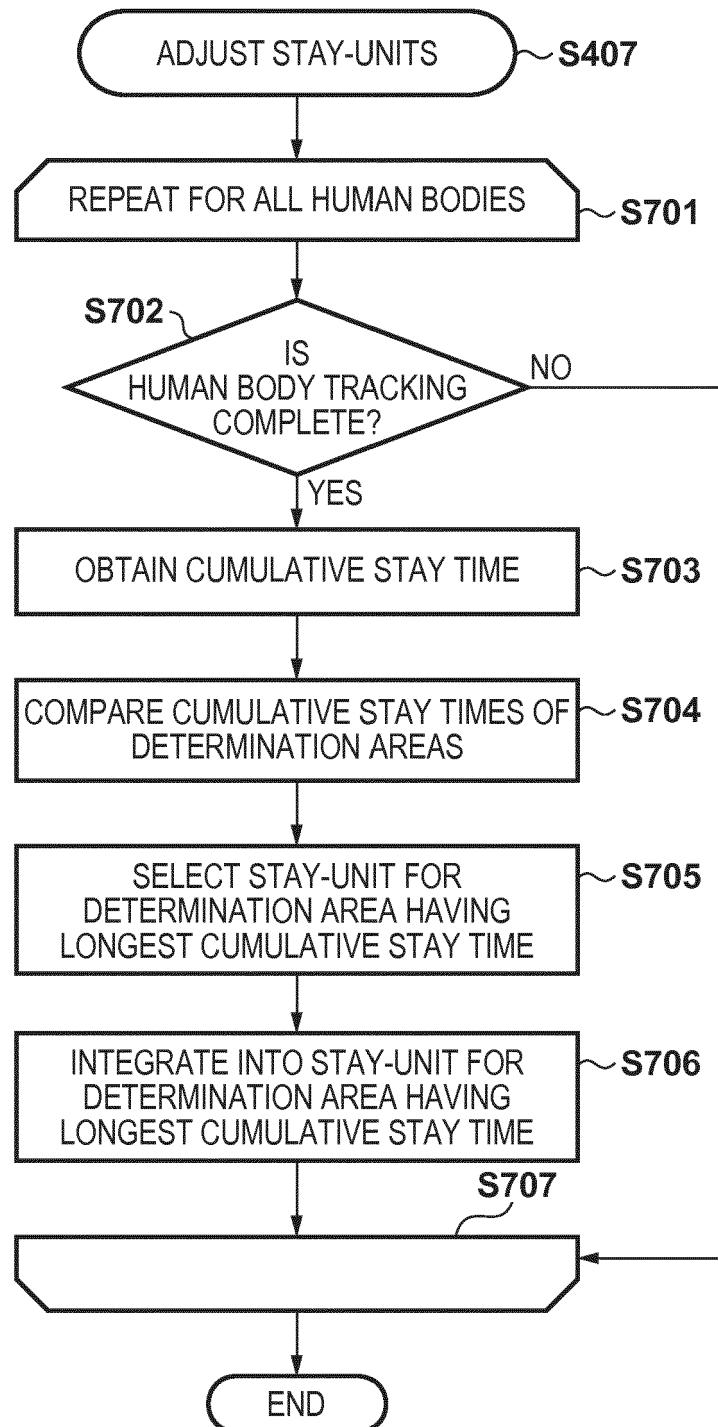 ADJUST STAY-UNITS
S407
REPEAT FOR ALL HUMAN BODIES
S701
S702
IS
HUMAN BODY TRACKING
COMPLETE?
NO
YES
OBTAIN CUMULATIVE STAY TIME
S703
COMPARE CUMULATIVE STAY TIMES OF
DETERMINATION AREAS
S704
SELECT STAY-UNIT FOR
DETERMINATION AREA HAVING
LONGEST CUMULATIVE STAY TIME
S705
INTEGRATE INTO STAY-UNIT FOR
DETERMINATION AREA HAVING
LONGEST CUMULATIVE STAY TIME
S706
S707
END